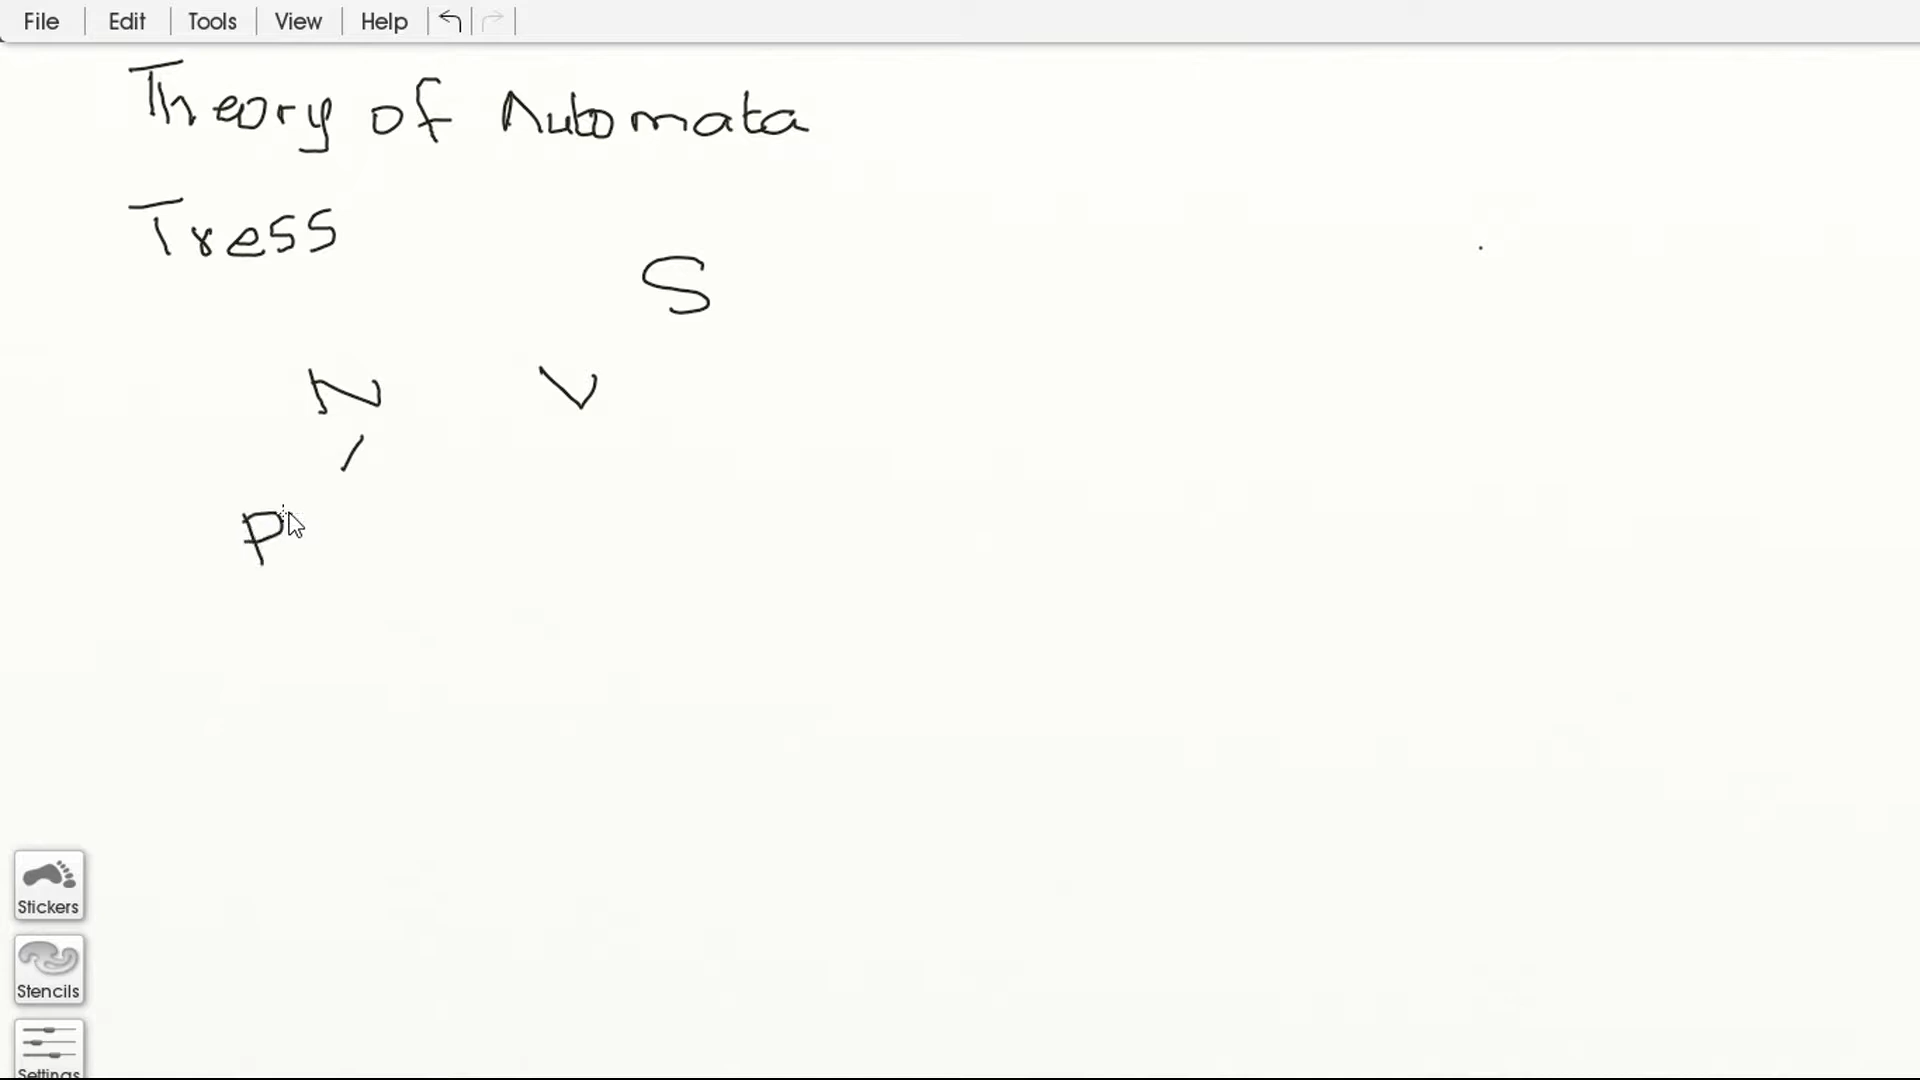 File Edit Tools View Help
Theory of Automata
Tress
S
N V
P
Stickers
Stencils
Settings